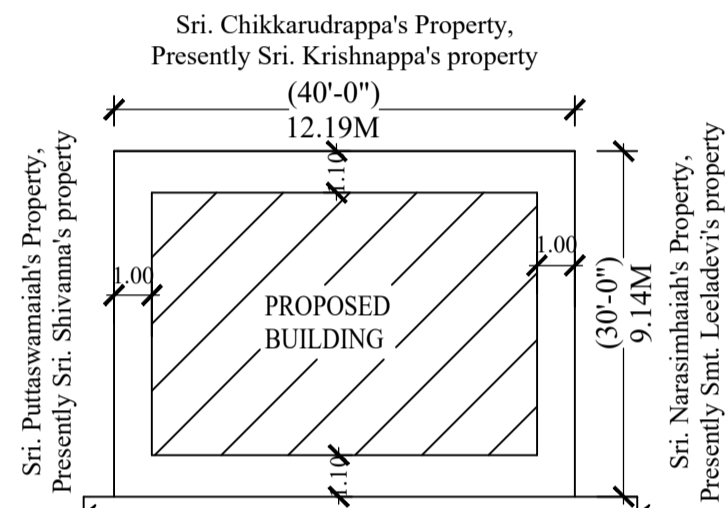 Sri. Chikkarudrappa's Property,
Presently Sri. Krishnappa's property
(40'-0")
12.19M
1.10
Sri. Puttaswamaiah's Property,
Presently Sri. Shivanna's property
1.00
1.00
PROPOSED
BUILDING
(30'-0")
9.14M
Sri. Narasimhaiah's Property,
Presently Smt. Leeladevi's property
1.10